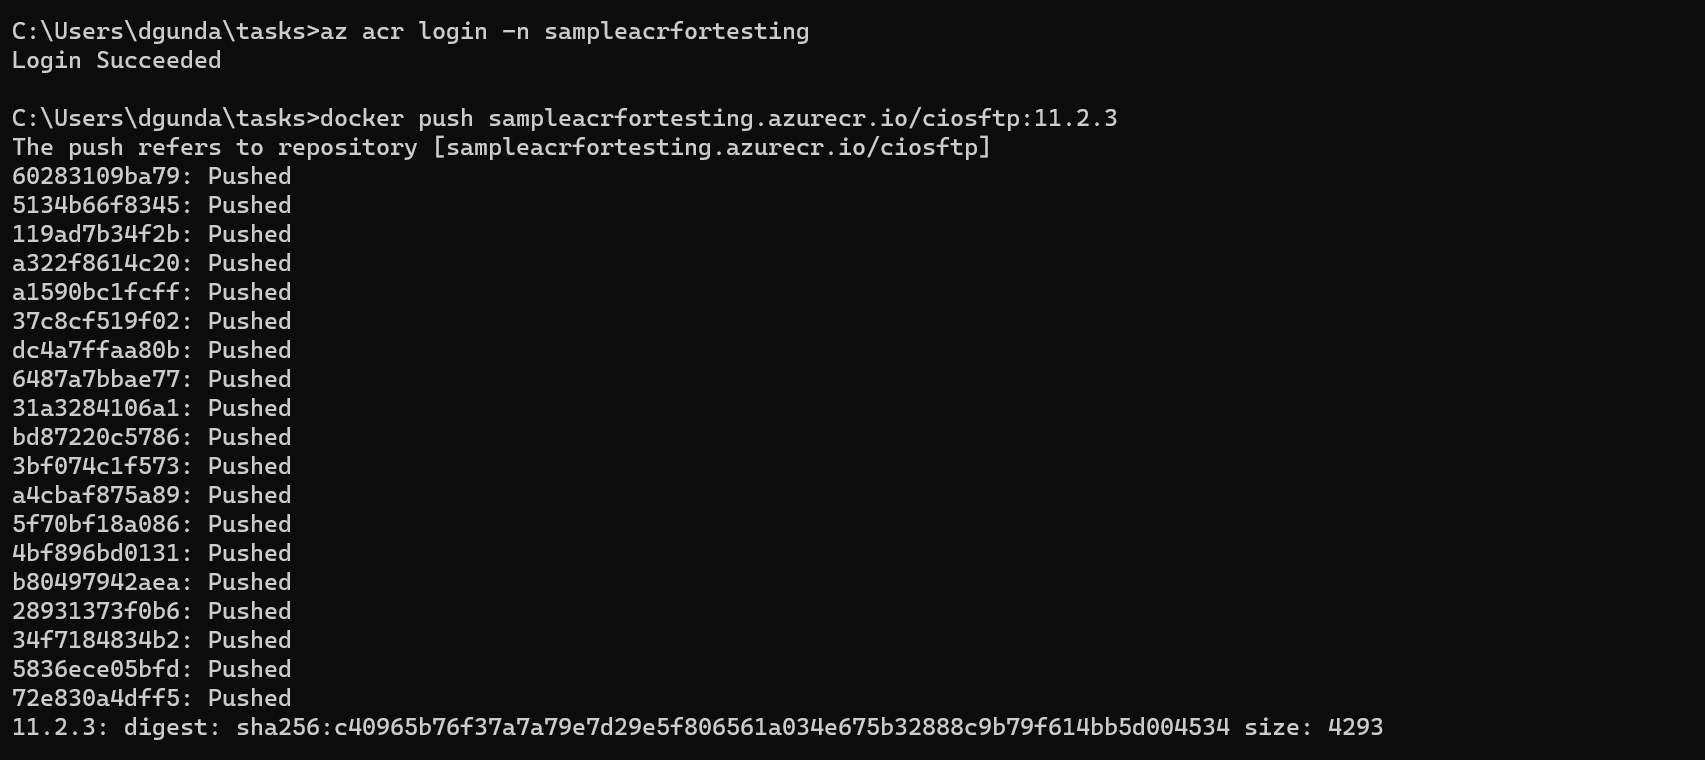 C:\Users\dgunda\tasks>az acr login -n sampleacrfortesting
Login Succeeded
C:\Users\dgunda\tasks>docker push sampleacrfortesting.azurecr.io/ciosftp:11.2.3
The push refers to repository [sampleacrfortesting.azurecr.io/ciosftp]
60283109ba79: Pushed
5134b66f8345: Pushed
119ad7b34f2b: Pushed
a322f8614c20: Pushed
a1590bc1fcff: Pushed
37c8cf519f02: Pushed
dc4a7ffaa80b: Pushed
6487a7bbae77: Pushed
31a3284106a1: Pushed
bd87220c5786: Pushed
3bf074c1f573: Pushed
a4cbaf875a89: Pushed
5f70bf18a086: Pushed
4bf896bd0131: Pushed
b80497942aea: Pushed
28931373f0b6: Pushed
34f7184834b2: Pushed
5836ece05bfd: Pushed
72e830a4dff5: Pushed
11.2.3: digest: sha256:c40965b76f37a7a79e7d29e5f806561a034e675b32888c9b79f614bb5d004534 size: 4293